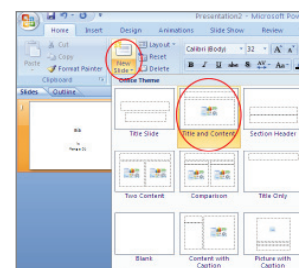 Presentation2 - Microsoft Pow
Home Insert Design Animations Slide Show Review
Cut
Copy
Format Painter
Paste
Clipboard
New
Slide
Layout
Reset
Delete
Calibri (Body) 32 A A
B I U abc S AV Aa A
Slides Outline
Office Theme
1
Title Slide Title and Content Section Header
Two Content Comparison Title Only
Blank Content with Caption Picture with Caption